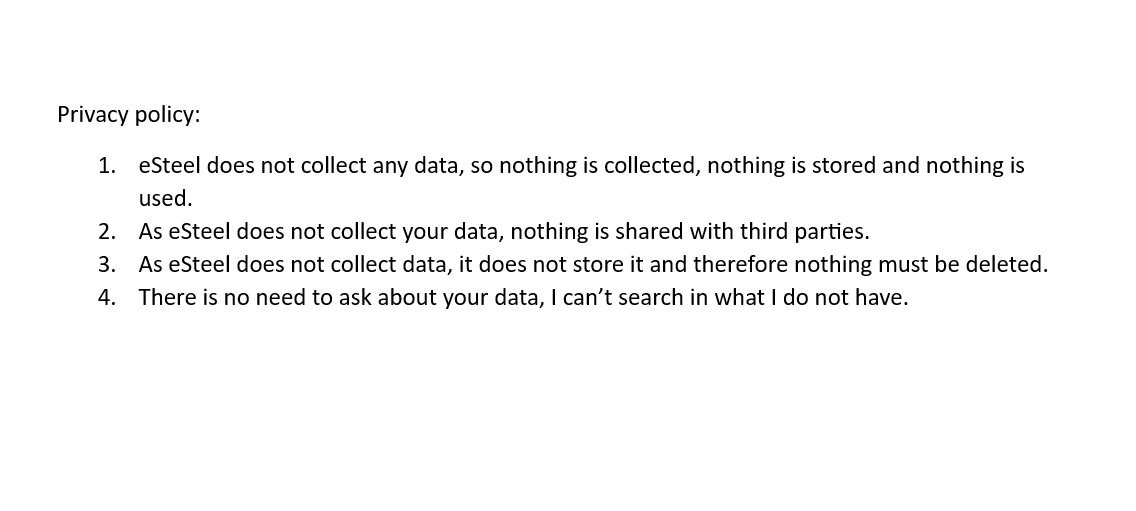 Privacy policy:
1. eSteel does not collect any data, so nothing is collected, nothing is stored and nothing is
used.
2. As eSteel does not collect your data, nothing is shared with third parties.
3. As eSteel does not collect data, it does not store it and therefore nothing must be deleted.
4. There is no need to ask about your data, I can’t search in what I do not have.